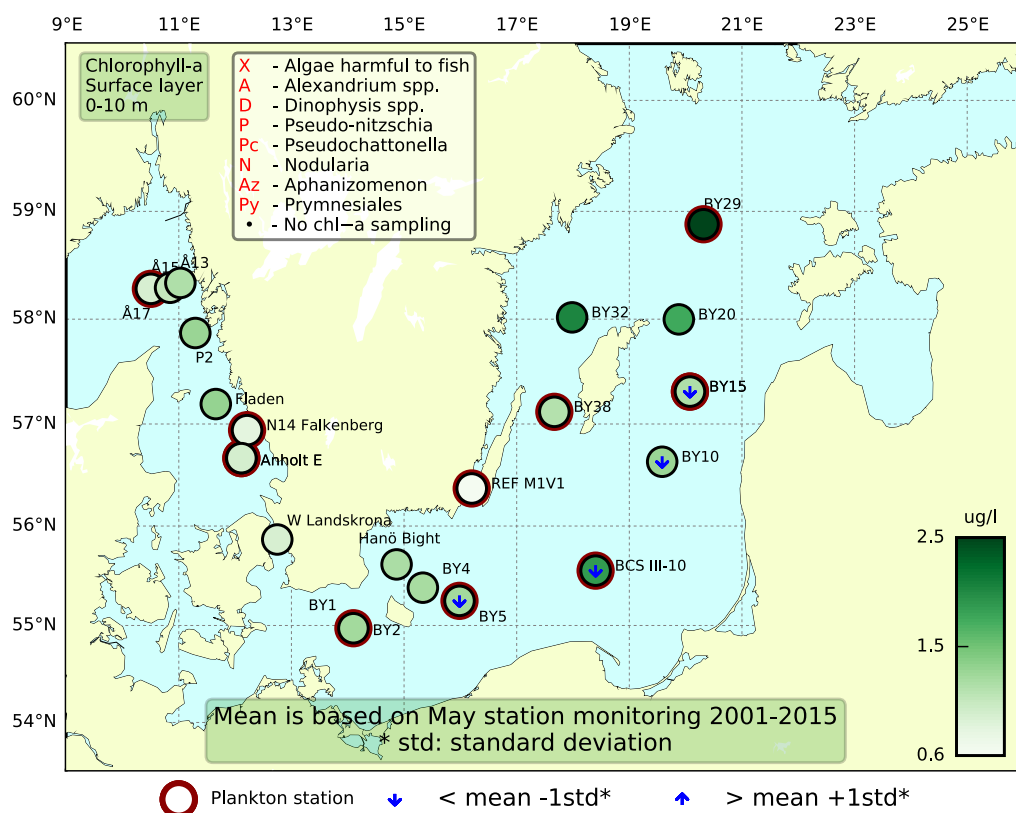 9°E 11°E 13°E 15°E 17°E 19°E 21°E 23°E 25°E
Chlorophyll-a
Surface layer
0-10 m
X - Algae harmful to fish
A - Alexandrium spp.
D - Dinophysis spp.
P - Pseudo-nitzschia
Pc - Pseudochattonella
N - Nodularia
Az - Aphanizomenon
Py - Prymnesiales
• - No chl−a sampling
60°N
59°N
58°N
57°N
56°N
55°N
54°N
BY29
Å15
Å13
Å17
BY32
BY20
P2
BY15
Fladen
BY38
N14 Falkenberg
Anholt E
BY10
REF M1V1
W Landskrona
Hanö Bight
BY4
BCS III-10
BY1
BY5
BY2
ug/l
2.5
1.5
0.6
Mean is based on May station monitoring 2001-2015
* std: standard deviation
Plankton station < mean -1std* > mean +1std*